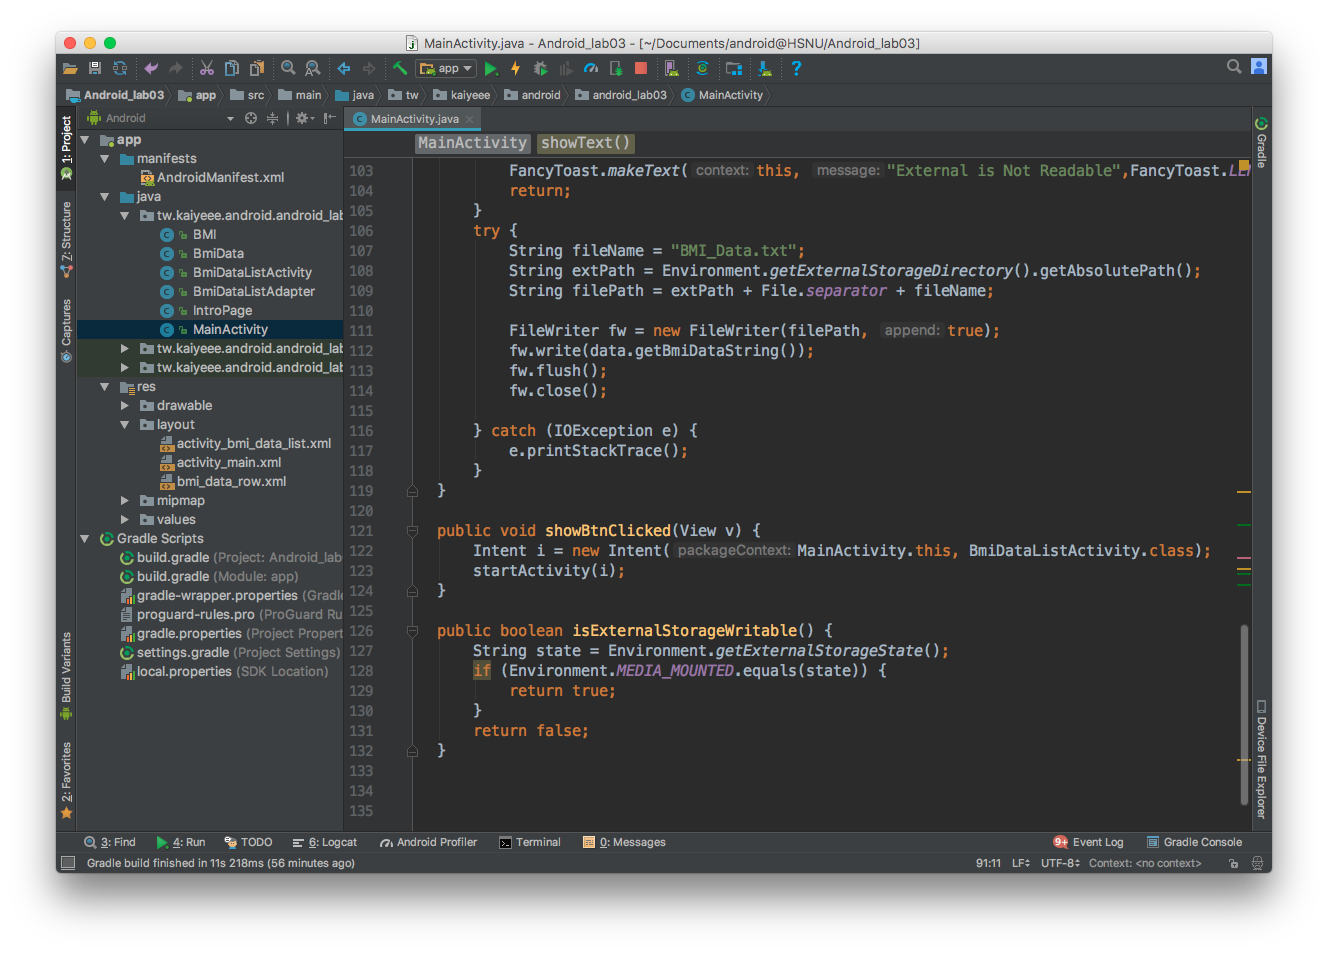 MainActivity.java - Android_lab03 - [~/Documents/android@HSNU/Android_lab03]
app
Android_lab03 app src main java tw kaiyeee android android_lab03 MainActivity
Android
MainActivity.java
1: Project
Z: Structure
Captures
Build Variants
2: Favorites
app
manifests
AndroidManifest.xml
java
tw.kaiyeee.android.android_lab
BMI
BmiData
BmiDataListActivity
BmiDataListAdapter
IntroPage
MainActivity
tw.kaiyeee.android.android_lab
tw.kaiyeee.android.android_lab
res
drawable
layout
activity_bmi_data_list.xml
activity_main.xml
bmi_data_row.xml
mipmap
values
Gradle Scripts
build.gradle (Project: Android_lab
build.gradle (Module: app)
gradle-wrapper.properties (Gradle
proguard-rules.pro (ProGuard Ru
gradle.properties (Project Propert
settings.gradle (Project Settings)
local.properties (SDK Location)
MainActivity showText()
103 FancyToast.makeText( context: this, message: "External is Not Readable",FancyToast.LE
104 return;
105 }
106 try {
107 String fileName = "BMI_Data.txt";
108 String extPath = Environment.getExternalStorageDirectory().getAbsolutePath();
109 String filePath = extPath + File.separator + fileName;
110
111 FileWriter fw = new FileWriter(filePath, append: true);
112 fw.write(data.getBmiDataString());
113 fw.flush();
114 fw.close();
115
116 } catch (IOException e) {
117 e.printStackTrace();
118 }
119 }
120
121 public void showBtnClicked(View v) {
122 Intent i = new Intent( packageContext: MainActivity.this, BmiDataListActivity.class);
123 startActivity(i);
124 }
125
126 public boolean isExternalStorageWritable() {
127 String state = Environment.getExternalStorageState();
128 if (Environment.MEDIA_MOUNTED.equals(state)) {
129 return true;
130 }
131 return false;
132 }
133
134
135
Gradle
Device File Explorer
3: Find 4: Run TODO 6: Logcat Android Profiler Terminal 0: Messages 9+ Event Log Gradle Console
Gradle build finished in 11s 218ms (56 minutes ago) 91:11 LF UTF-8 Context: <no context>